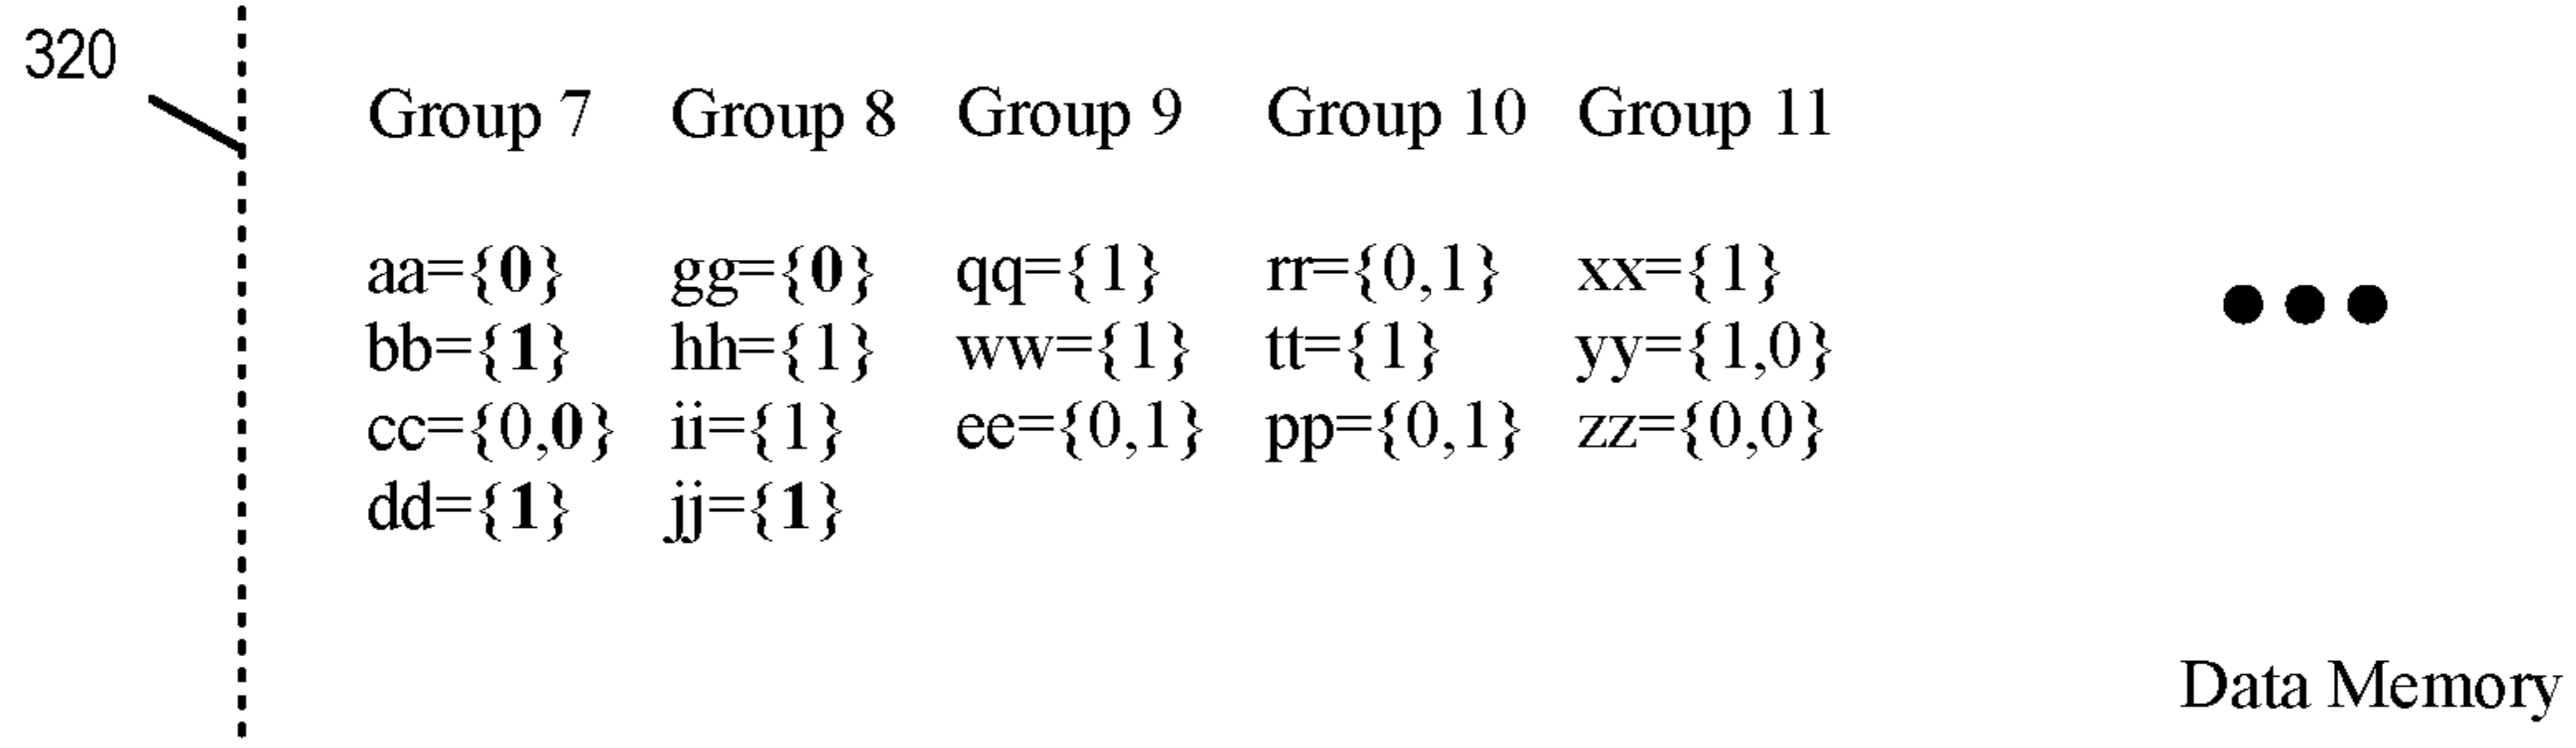 320
Group 7 Group 8 Group 9 Group 10 Group 11
aa={0} gg={0} qq={1} rr={0,1} xx={1}
bb={1} hh={1} ww={1} tt={1} yy={1,0}
cc={0,0} ii={1} ee={0,1} pp={0,1} zz={0,0}
dd={1} jj={1}
Data Memory